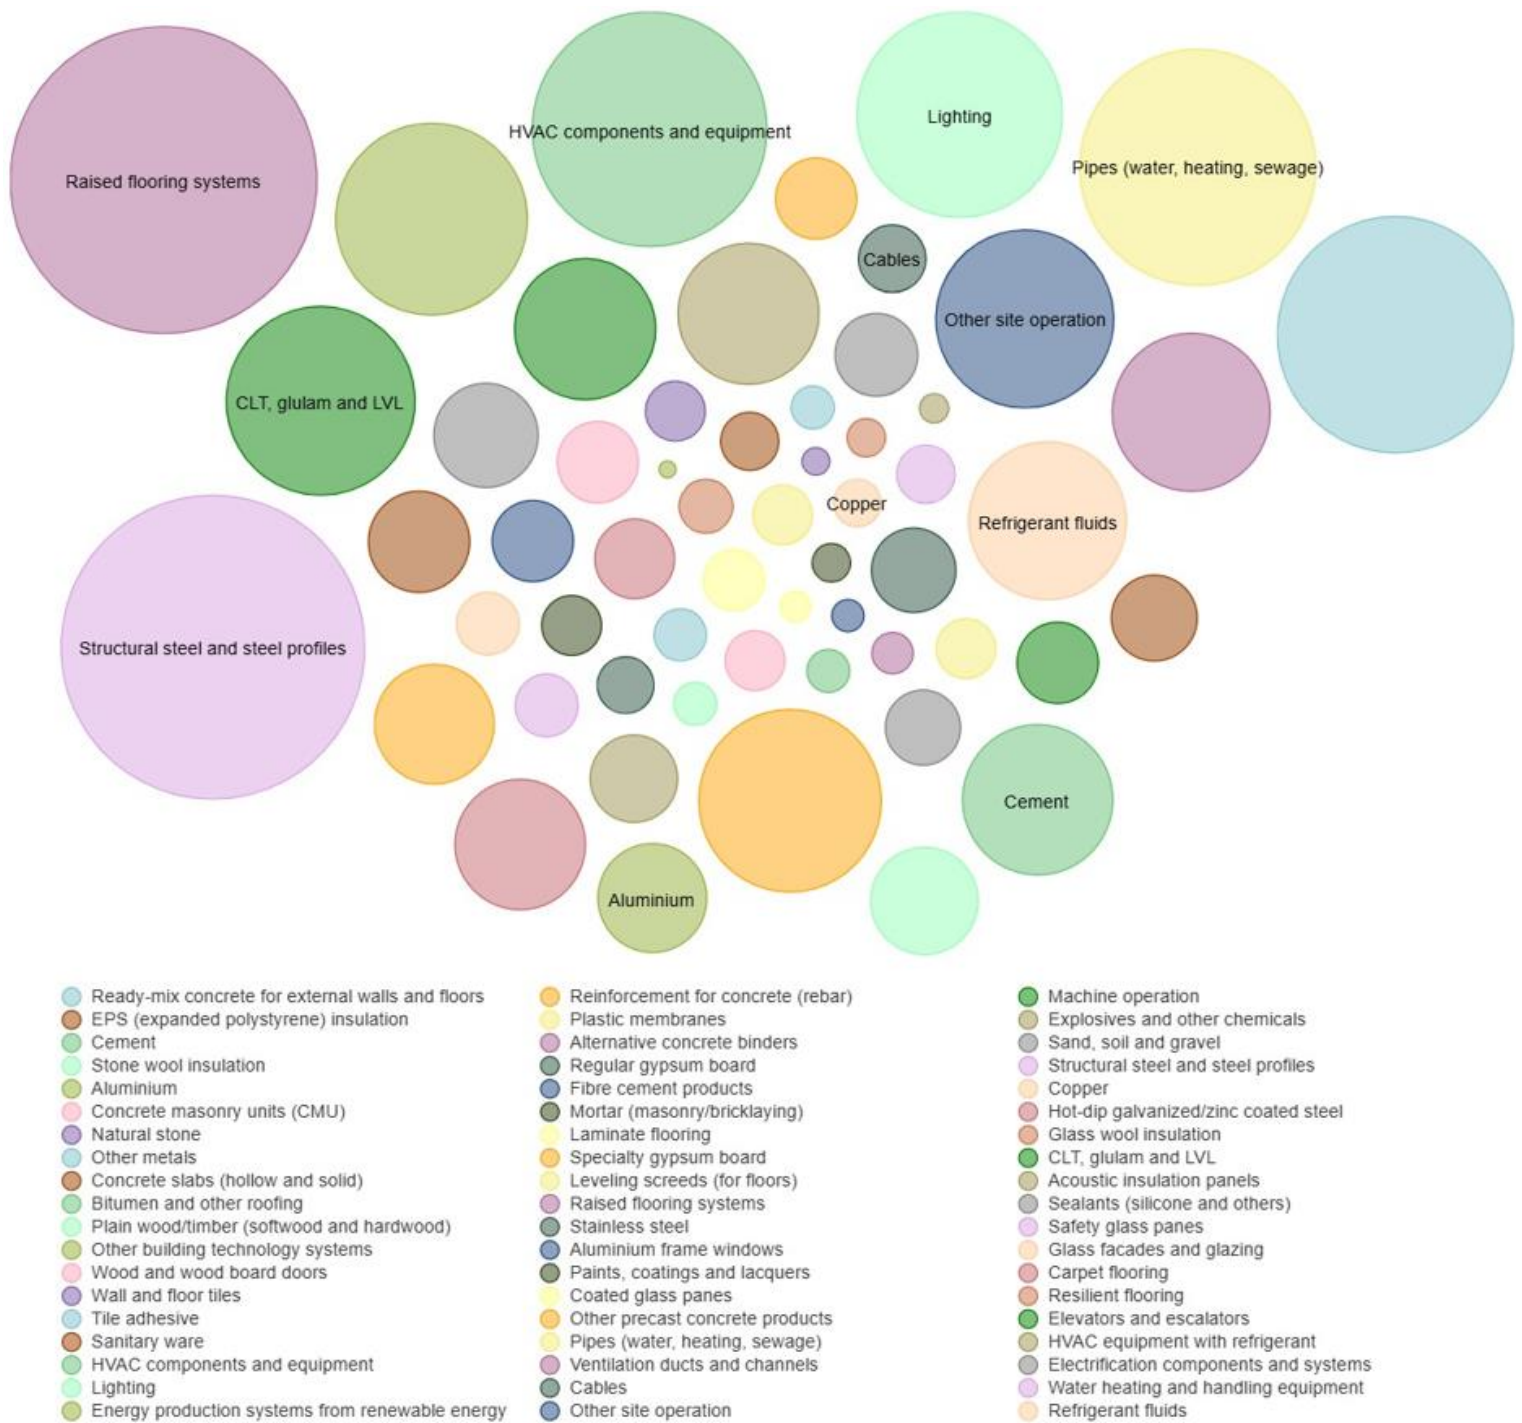 Lighting
HVAC components and equipment
Pipes (water, heating, sewage)
Raised flooring systems
Cables
Other site operation
CLT, glulam and LVL
Copper
Refrigerant fluids
Structural steel and steel profiles
Cement
Aluminium
Ready-mix concrete for external walls and floors
EPS (expanded polystyrene) insulation
Cement
Stone wool insulation
Aluminium
Concrete masonry units (CMU)
Natural stone
Other metals
Concrete slabs (hollow and solid)
Bitumen and other roofing
Plain wood/timber (softwood and hardwood)
Other building technology systems
Wood and wood board doors
Wall and floor tiles
Tile adhesive
Sanitary ware
HVAC components and equipment
Lighting
Energy production systems from renewable energy
Reinforcement for concrete (rebar)
Plastic membranes
Alternative concrete binders
Regular gypsum board
Fibre cement products
Mortar (masonry/bricklaying)
Laminate flooring
Specialty gypsum board
Leveling screeds (for floors)
Raised flooring systems
Stainless steel
Aluminium frame windows
Paints, coatings and lacquers
Coated glass panes
Other precast concrete products
Pipes (water, heating, sewage)
Ventilation ducts and channels
Cables
Other site operation
Machine operation
Explosives and other chemicals
Sand, soil and gravel
Structural steel and steel profiles
Copper
Hot-dip galvanized/zinc coated steel
Glass wool insulation
CLT, glulam and LVL
Acoustic insulation panels
Sealants (silicone and others)
Safety glass panes
Glass facades and glazing
Carpet flooring
Resilient flooring
Elevators and escalators
HVAC equipment with refrigerant
Electrification components and systems
Water heating and handling equipment
Refrigerant fluids